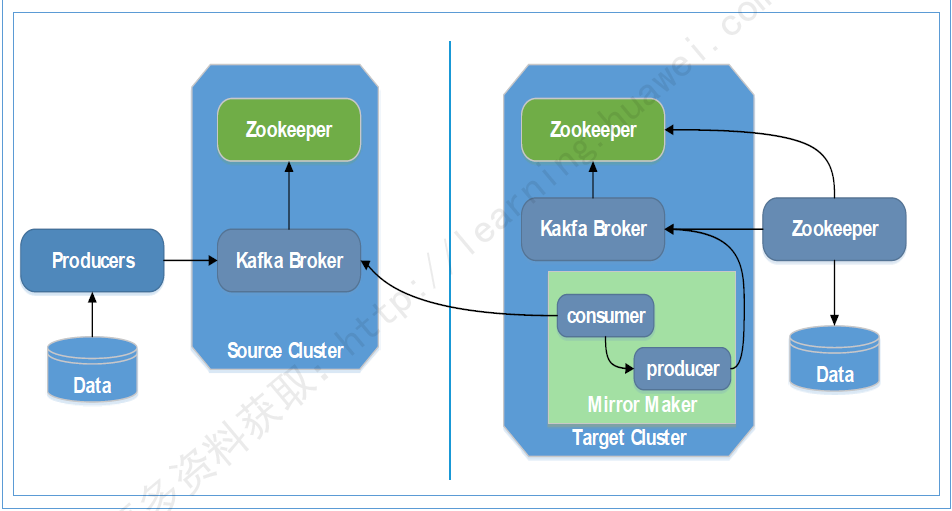 Zookeeper
Kafka Broker
Producers
Data
Source Cluster
Zookeeper
Kakfa Broker
Zookeeper
consumer
producer
Mirror Maker
Target Cluster
Data
多资料获取:http://learning.huawei.com